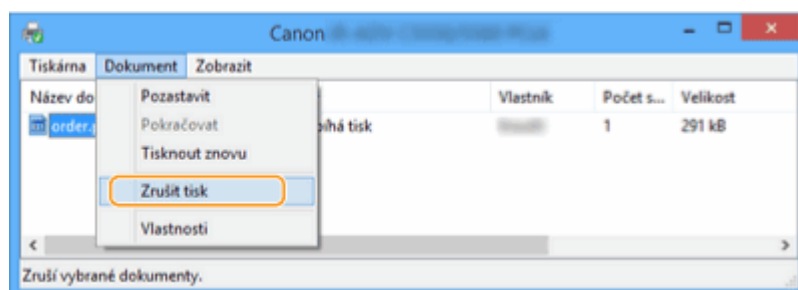 Canon
Tiskárna Dokument Zobrazit
Název do Vlastník Počet s... Velikost
Pozastavit
order.p bíhá tisk 1 291 kB
Pokračovat
Tisknout znovu
Zrušit tisk
Vlastnosti
Zruší vybrané dokumenty.